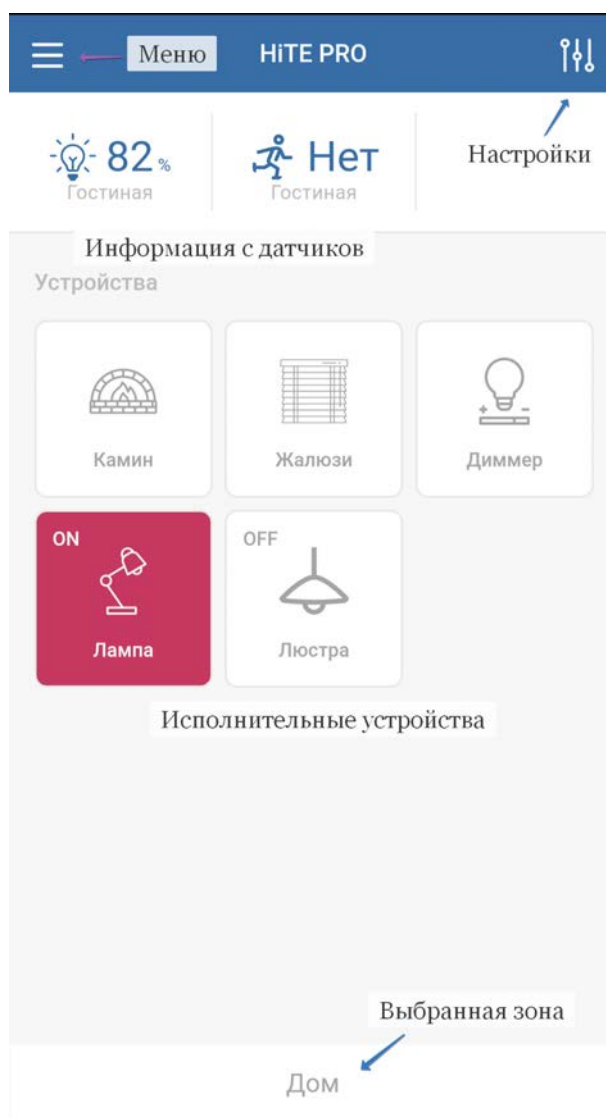 Меню HiTE PRO
82 % Нет Настройки
Гостиная Гостиная
Информация с датчиков
Устройства
Камин Жалюзи Диммер
ON OFF
Лампа Люстра
Исполнительные устройства
Выбранная зона
Дом